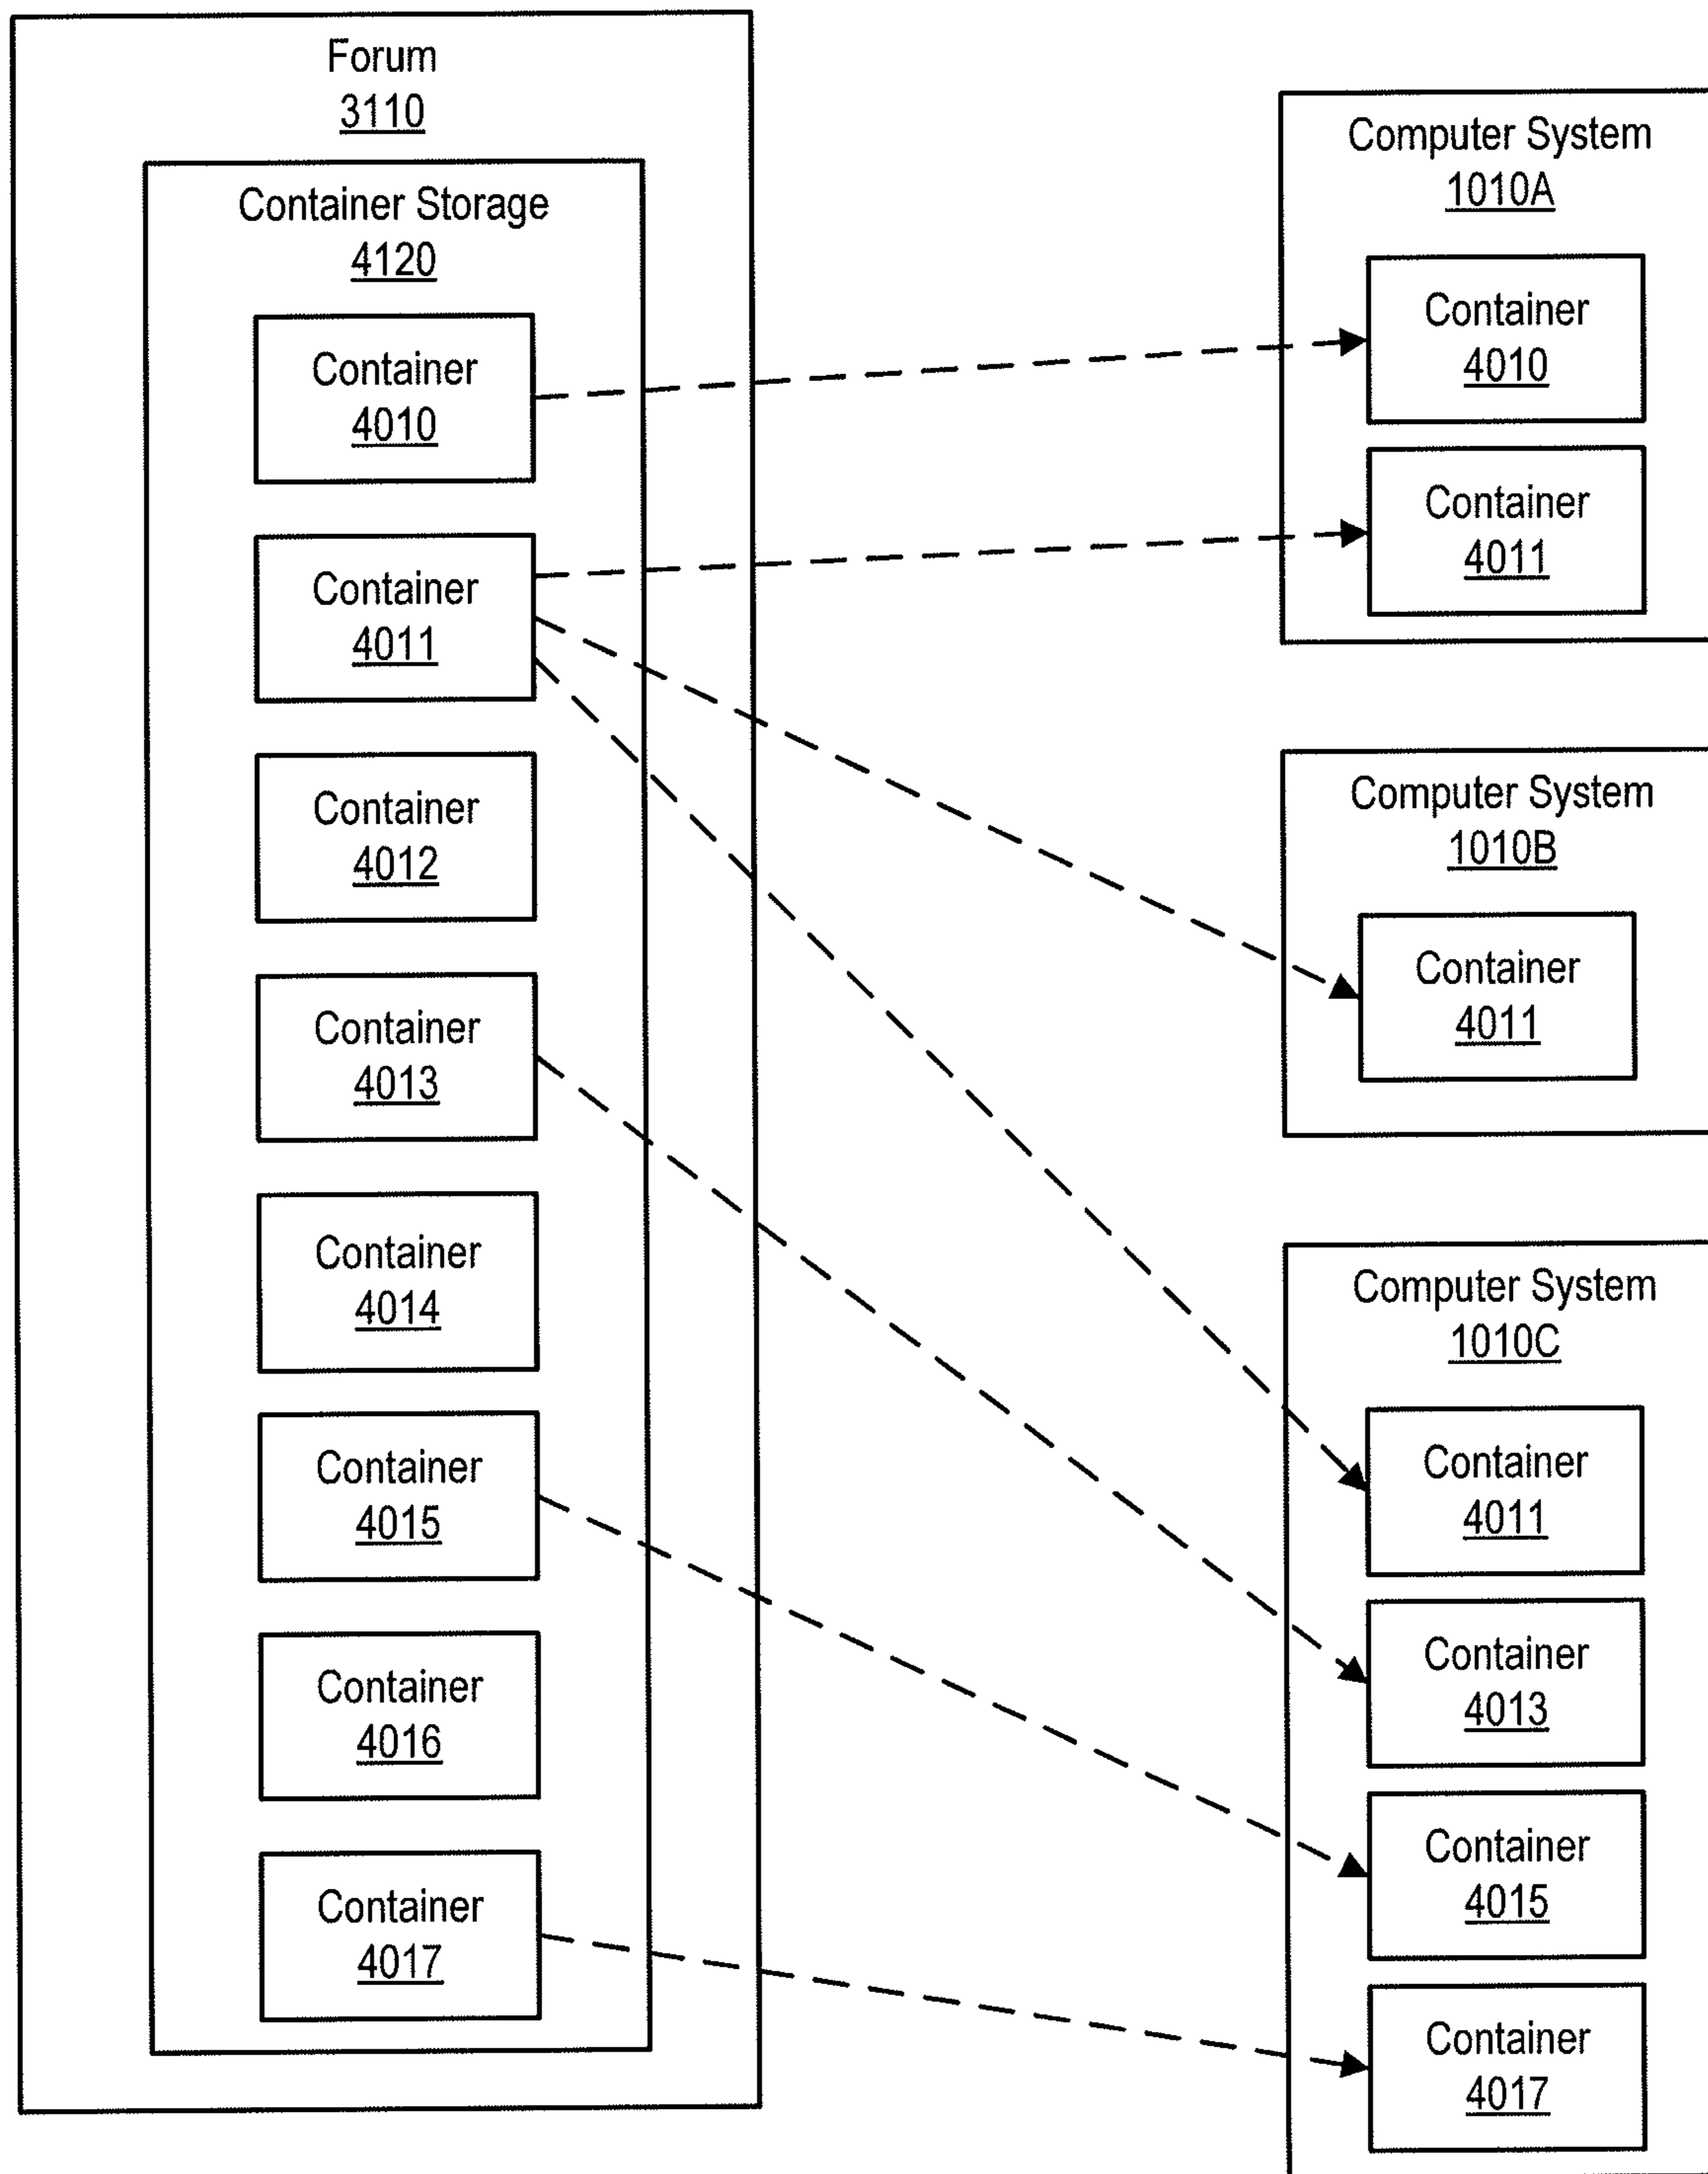 Forum
3110
Container Storage
4120
Container
4010
Container
4011
Container
4012
Container
4013
Container
4014
Container
4015
Container
4016
Container
4017
Computer System
1010A
Container
4010
Container
4011
Computer System
1010B
Container
4011
Computer System
1010C
Container
4011
Container
4013
Container
4015
Container
4017